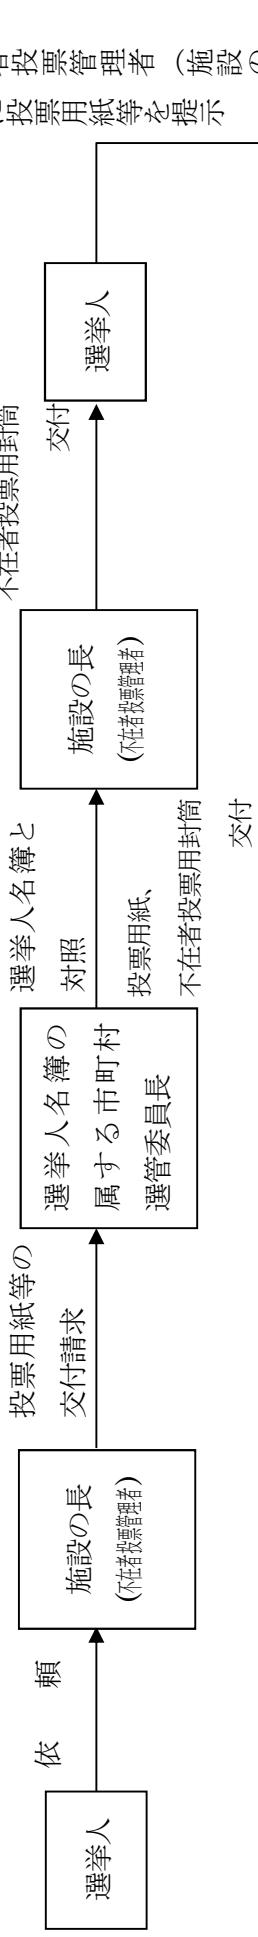 選挙人
依　頼
施設の長
(不在者投票管理者)
投票用紙等の
交付請求
選挙人名簿の
属する市町村
選管委員長
選挙人名簿と
対照
投票用紙、
不在者投票用封筒
交付
施設の長
(不在者投票管理者)
不在者投票用封筒
交付
選挙人
投票管理者（施設の
投票用紙等を提示